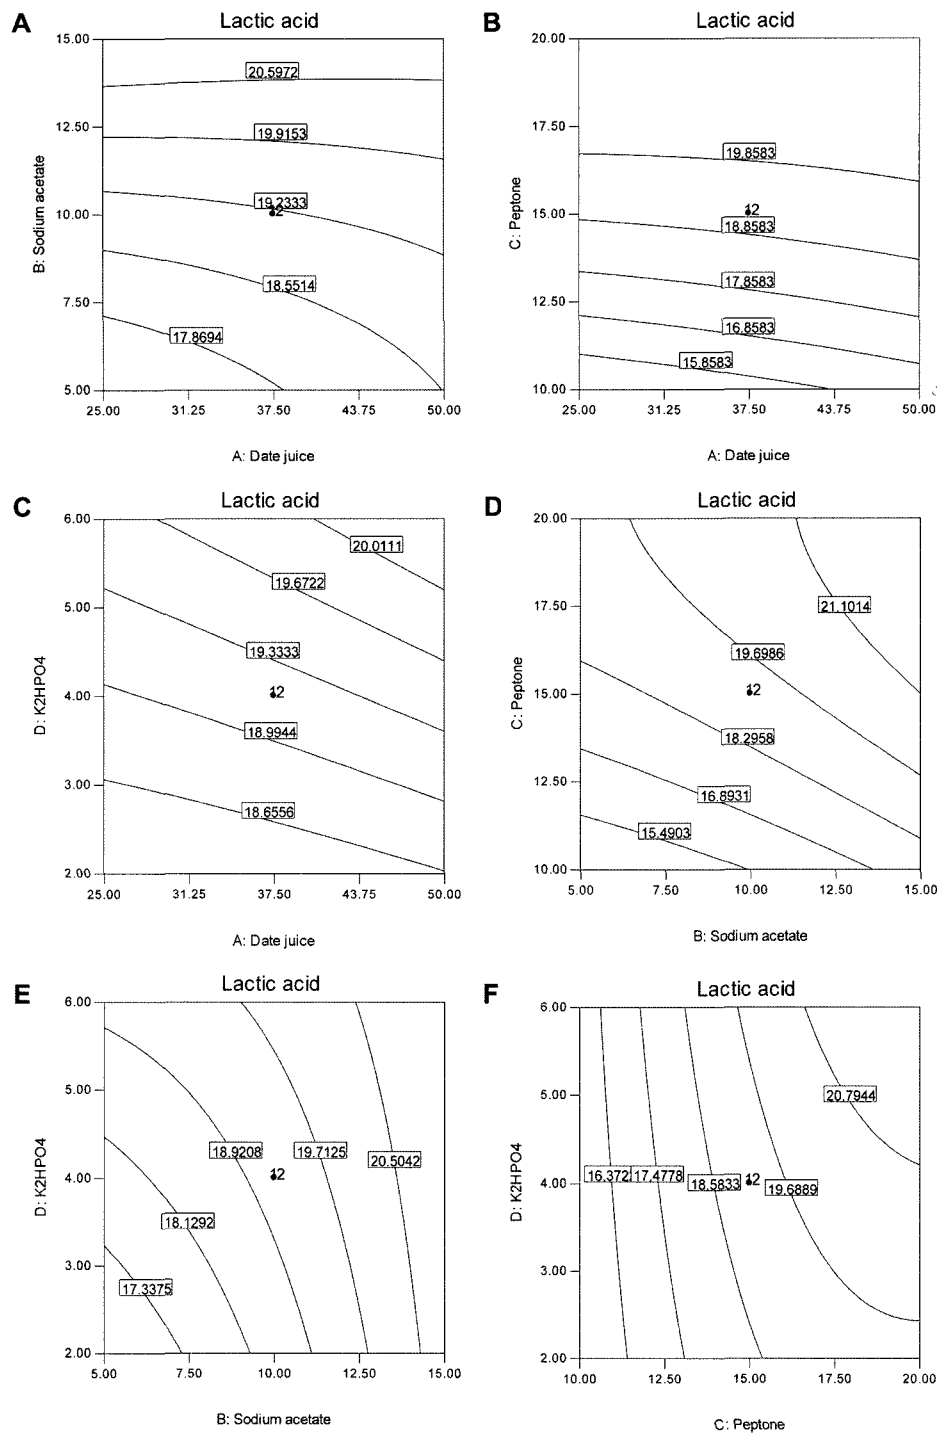 A
Lactic acid
15.00
12.50
10.00
7.50
5.00
B: Sodium acetate
20.5972
19.9153
19.2333
12
18.5514
17.8694
25.00 31.25 37.50 43.75 50.00
A: Date juice
B
Lactic acid
20.00
17.50
15.00
12.50
10.00
C: Peptone
19.8583
12
18.8583
17.8583
16.8583
15.8583
25.00 31.25 37.50 43.75 50.00
A: Date juice
C
Lactic acid
6.00
5.00
4.00
3.00
2.00
D: K2HPO4
20.0111
19.6722
19.3333
12
18.9944
18.6556
25.00 31.25 37.50 43.75 50.00
A: Date juice
D
Lactic acid
20.00
17.50
15.00
12.50
10.00
C: Peptone
21.1014
19.6986
12
18.2958
16.8931
15.4903
5.00 7.50 10.00 12.50 15.00
B: Sodium acetate
E
Lactic acid
6.00
5.00
4.00
3.00
2.00
D: K2HPO4
18.9208
19.7125
20.5042
12
18.1292
17.3375
5.00 7.50 10.00 12.50 15.00
B: Sodium acetate
F
Lactic acid
6.00
5.00
4.00
3.00
2.00
D: K2HPO4
20.7944
16.372 17.4778 18.5833 12 19.6889
10.00 12.50 15.00 17.50 20.00
C: Peptone